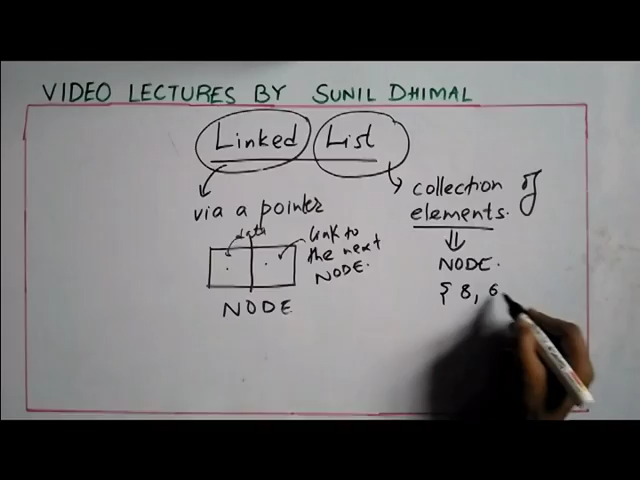 VIDEO LECTURES BY SUNIL DHIMAL
Linked List
via a pointer
data
link to
the next
NODE.
NODE
collection of
elements.
NODE.
{ 8, 6